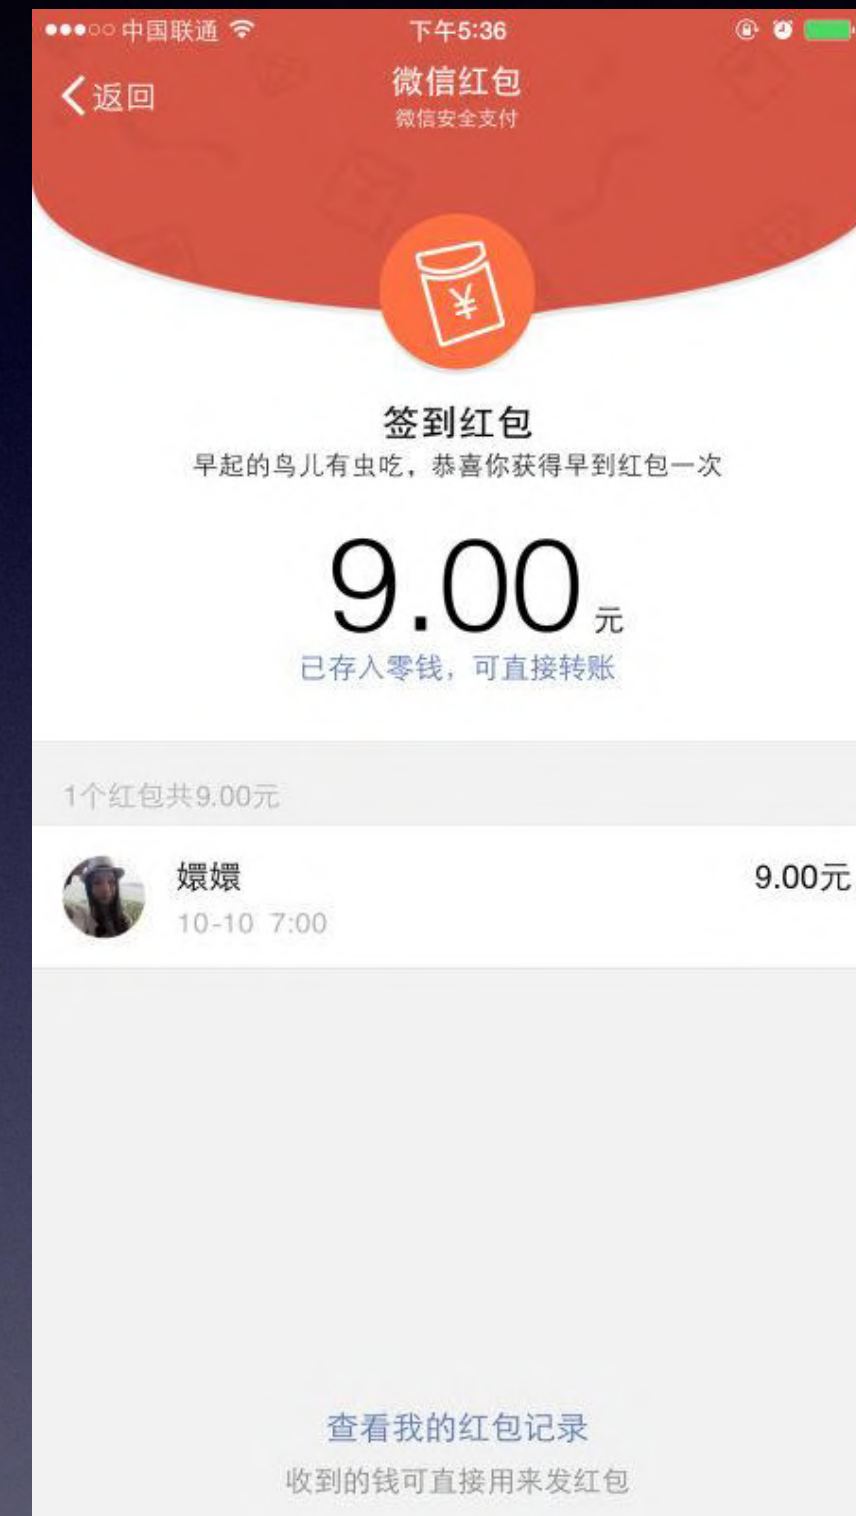 中国联通 下午5:36
返回 微信红包
微信安全支付
¥
签到红包
早起的鸟儿有虫吃，恭喜你获得早到红包一次
9.00元
已存入零钱，可直接转账
1个红包共9.00元
嬛嬛 9.00元
10-10 7:00
查看我的红包记录
收到的钱可直接用来发红包